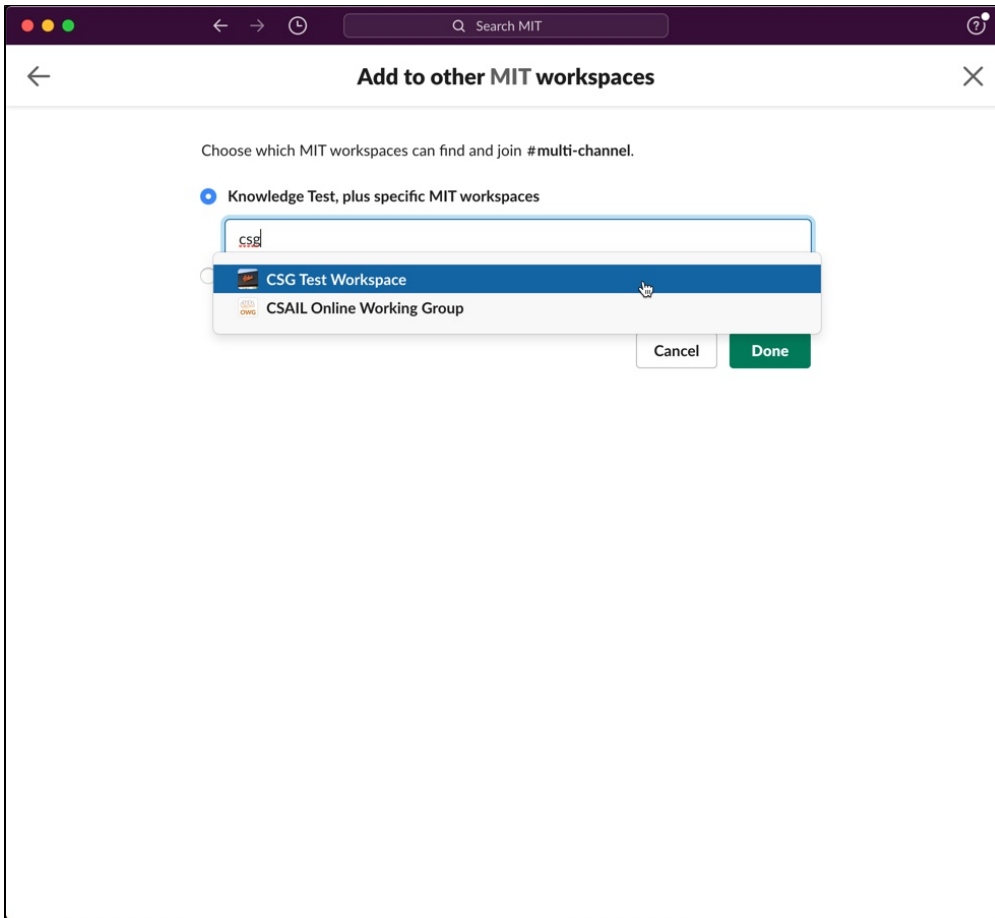 Search MIT
Add to other MIT workspaces
Choose which MIT workspaces can find and join #multi-channel.
Knowledge Test, plus specific MIT workspaces
csg
CSG Test Workspace
OWG
CSAIL Online Working Group
Cancel
Done